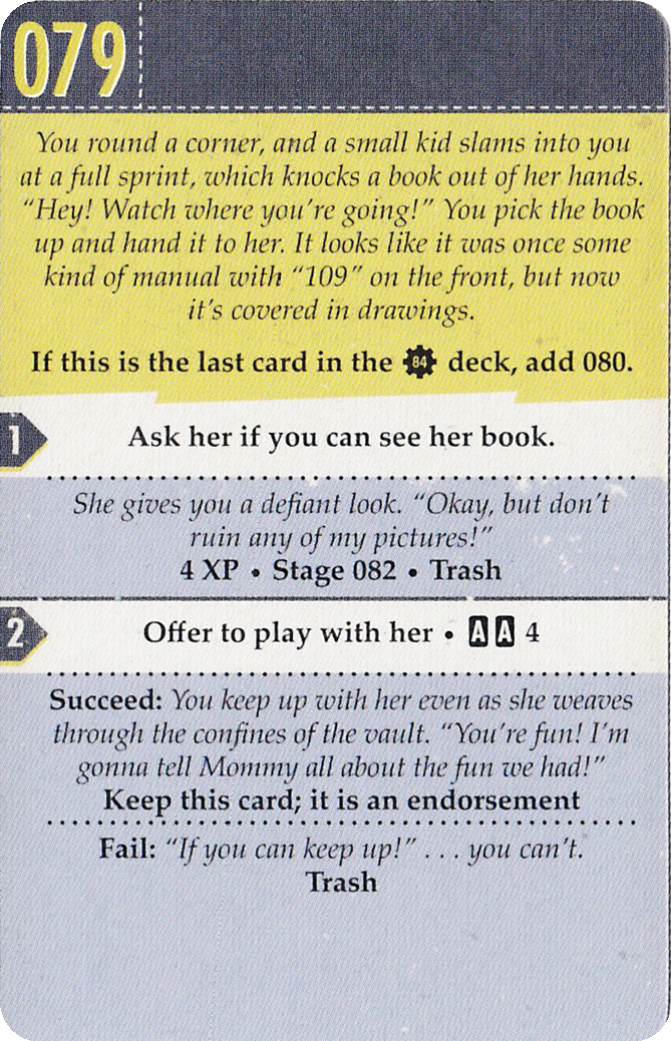 079
You round a corner, and a small kid slams into you
at a full sprint, which knocks a book out of her hands.
“Hey! Watch where you’re going!” You pick the book
up and hand it to her. It looks like it was once some
kind of manual with “109” on the front, but now
it’s covered in drawings.
If this is the last card in the 84 deck, add 080.
1 Ask her if you can see her book.
She gives you a defiant look. “Okay, but don’t
ruin any of my pictures!”
4 XP • Stage 082 • Trash
2 Offer to play with her • A A 4
Succeed: You keep up with her even as she weaves
through the confines of the vault. “You’re fun! I’m
gonna tell Mommy all about the fun we had!”
Keep this card; it is an endorsement
Fail: “If you can keep up!” . . . you can’t.
Trash